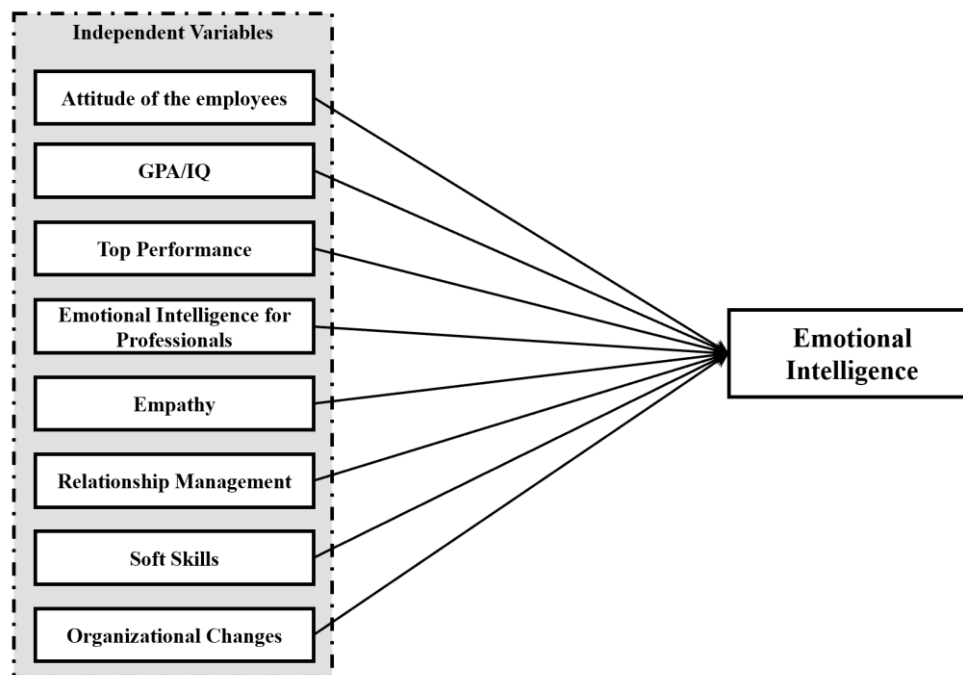 Independent Variables
Attitude of the employees
GPA/IQ
Top Performance
Emotional Intelligence for
Professionals
Empathy
Relationship Management
Soft Skills
Organizational Changes
Emotional
Intelligence